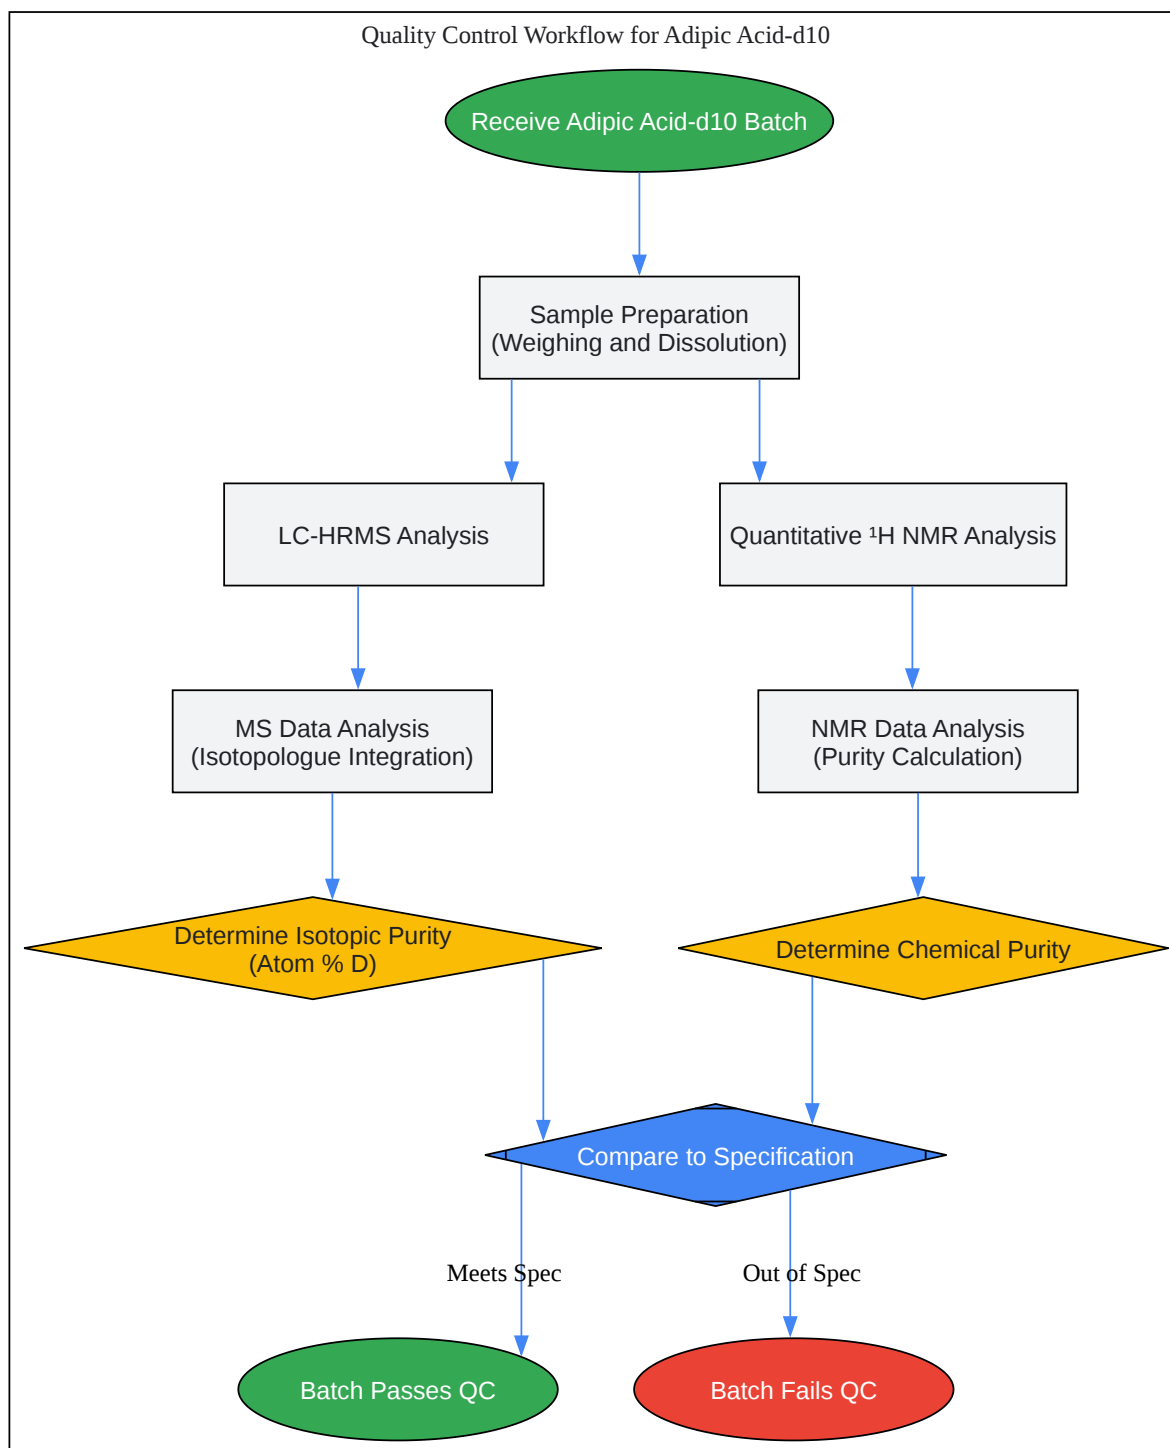 Quality Control Workflow for Adipic Acid-d10
Receive Adipic Acid-d10 Batch
Sample Preparation
(Weighing and Dissolution)
LC-HRMS Analysis
Quantitative ¹H NMR Analysis
MS Data Analysis
(Isotopologue Integration)
NMR Data Analysis
(Purity Calculation)
Determine Isotopic Purity
(Atom % D)
Determine Chemical Purity
Compare to Specification
Meets Spec
Out of Spec
Batch Passes QC
Batch Fails QC